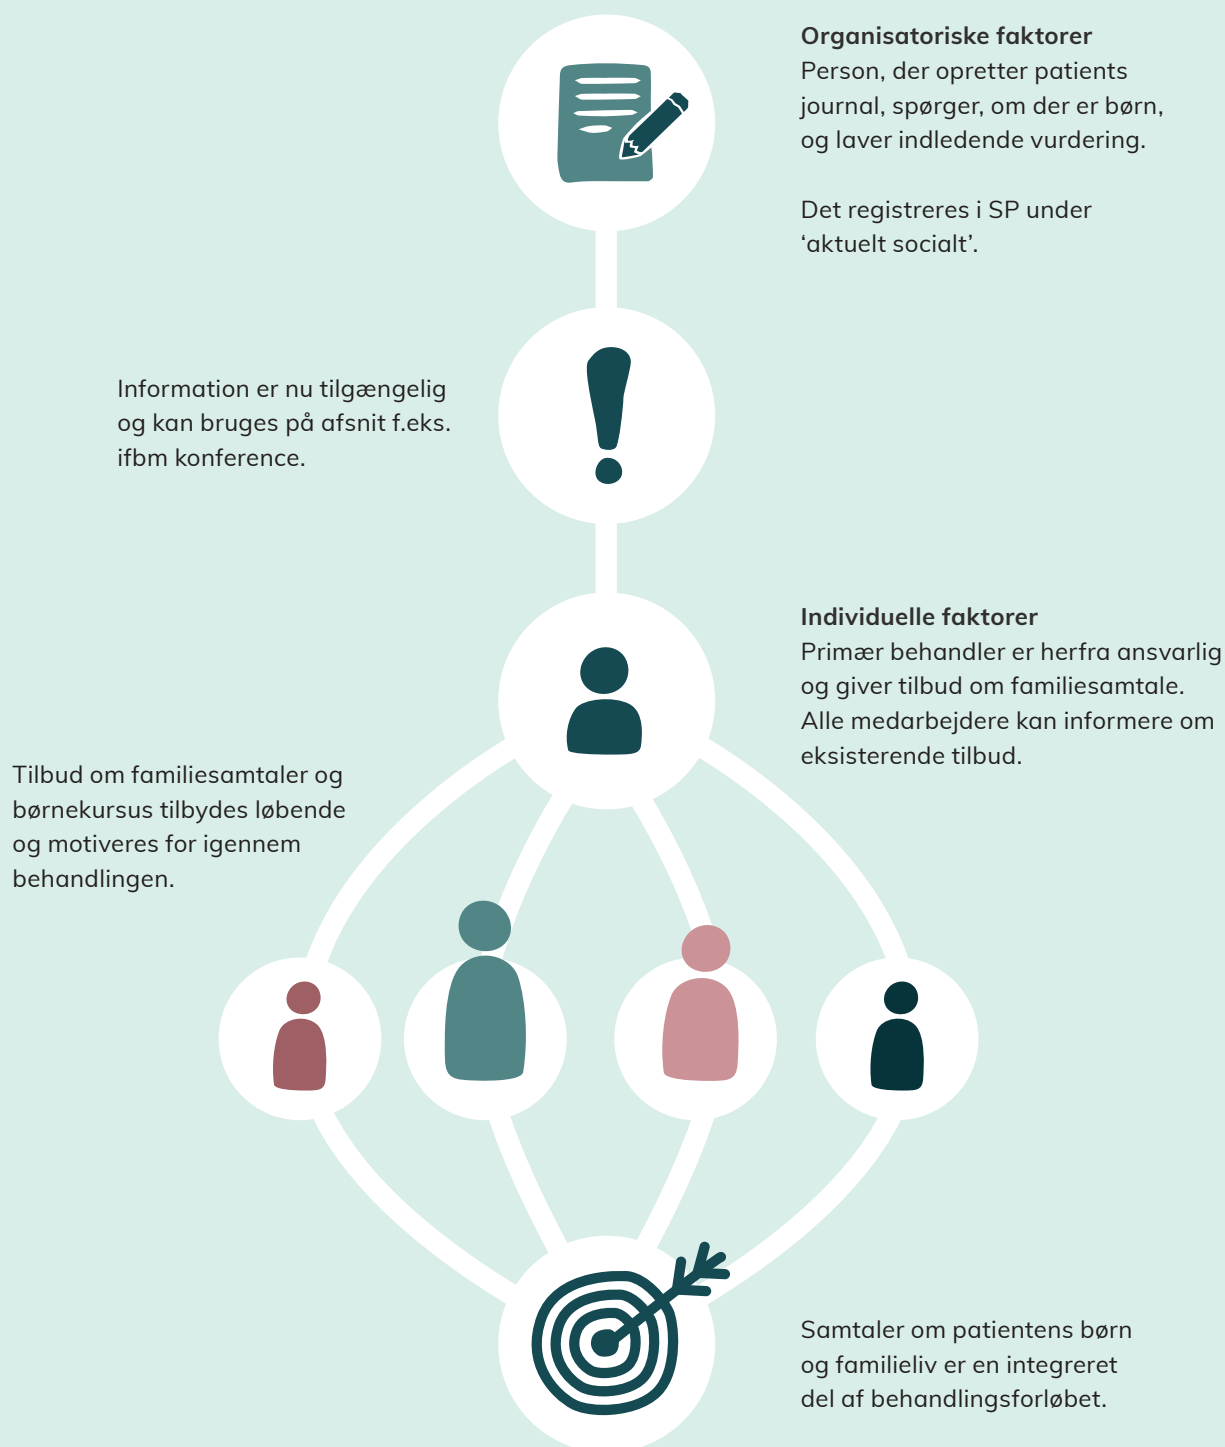 Organisatoriske faktorer
Person, der opretter patients
journal, spørger, om der er børn,
og laver indledende vurdering.
Det registreres i SP under
‘aktuelt socialt’.
Information er nu tilgængelig
og kan bruges på afsnit f.eks.
ifbm konference.
Individuelle faktorer
Primær behandler er herfra ansvarlig
og giver tilbud om familiesamtale.
Alle medarbejdere kan informere om
eksisterende tilbud.
Tilbud om familiesamtaler og
børnekursus tilbydes løbende
og motiveres for igennem
behandlingen.
Samtaler om patientens børn
og familieliv er en integreret
del af behandlingsforløbet.